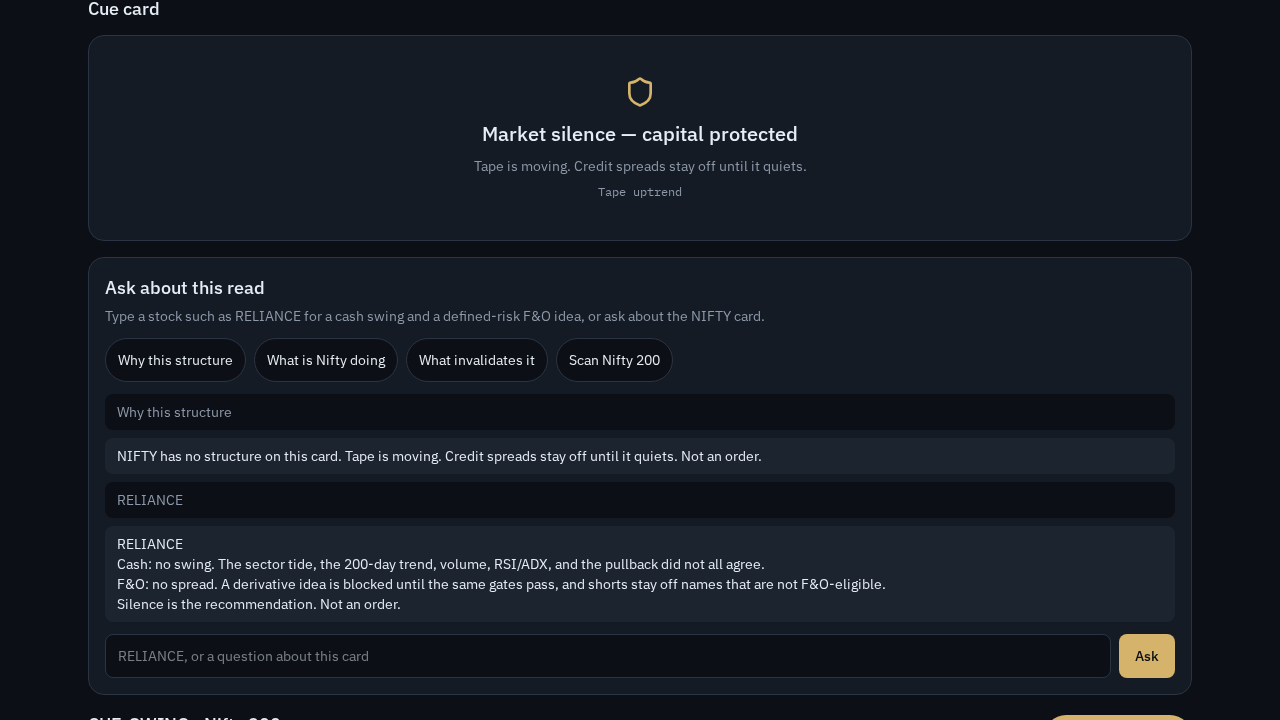 Cue card
Market silence — capital protected
Tape is moving. Credit spreads stay off until it quiets.
Tape uptrend
Ask about this read
Type a stock such as RELIANCE for a cash swing and a defined-risk F&O idea, or ask about the NIFTY card.
Why this structure
What is Nifty doing
What invalidates it
Scan Nifty 200
Why this structure
NIFTY has no structure on this card. Tape is moving. Credit spreads stay off until it quiets. Not an order.
RELIANCE
RELIANCE
Cash: no swing. The sector tide, the 200-day trend, volume, RSI/ADX, and the pullback did not all agree.
F&O: no spread. A derivative idea is blocked until the same gates pass, and shorts stay off names that are not F&O-eligible.
Silence is the recommendation. Not an order.
RELIANCE, or a question about this card
Ask